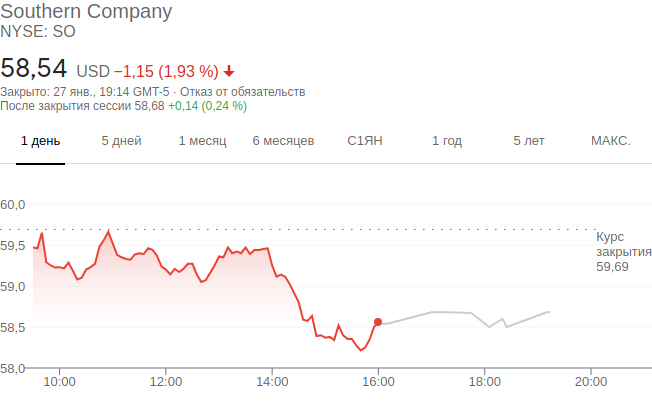 Southern Company
NYSE: SO
58,54 USD −1,15 (1,93 %)
Закрыто: 27 янв., 19:14 GMT-5 · Отказ от обязательств
После закрытия сессии 58,68 +0,14 (0,24 %)
1 день 5 дней 1 месяц 6 месяцев С1ЯН 1 год 5 лет МАКС.
60,0
59,5
59,0
58,5
58,0
Курс
закрытия
59,69
10:00 12:00 14:00 16:00 18:00 20:00